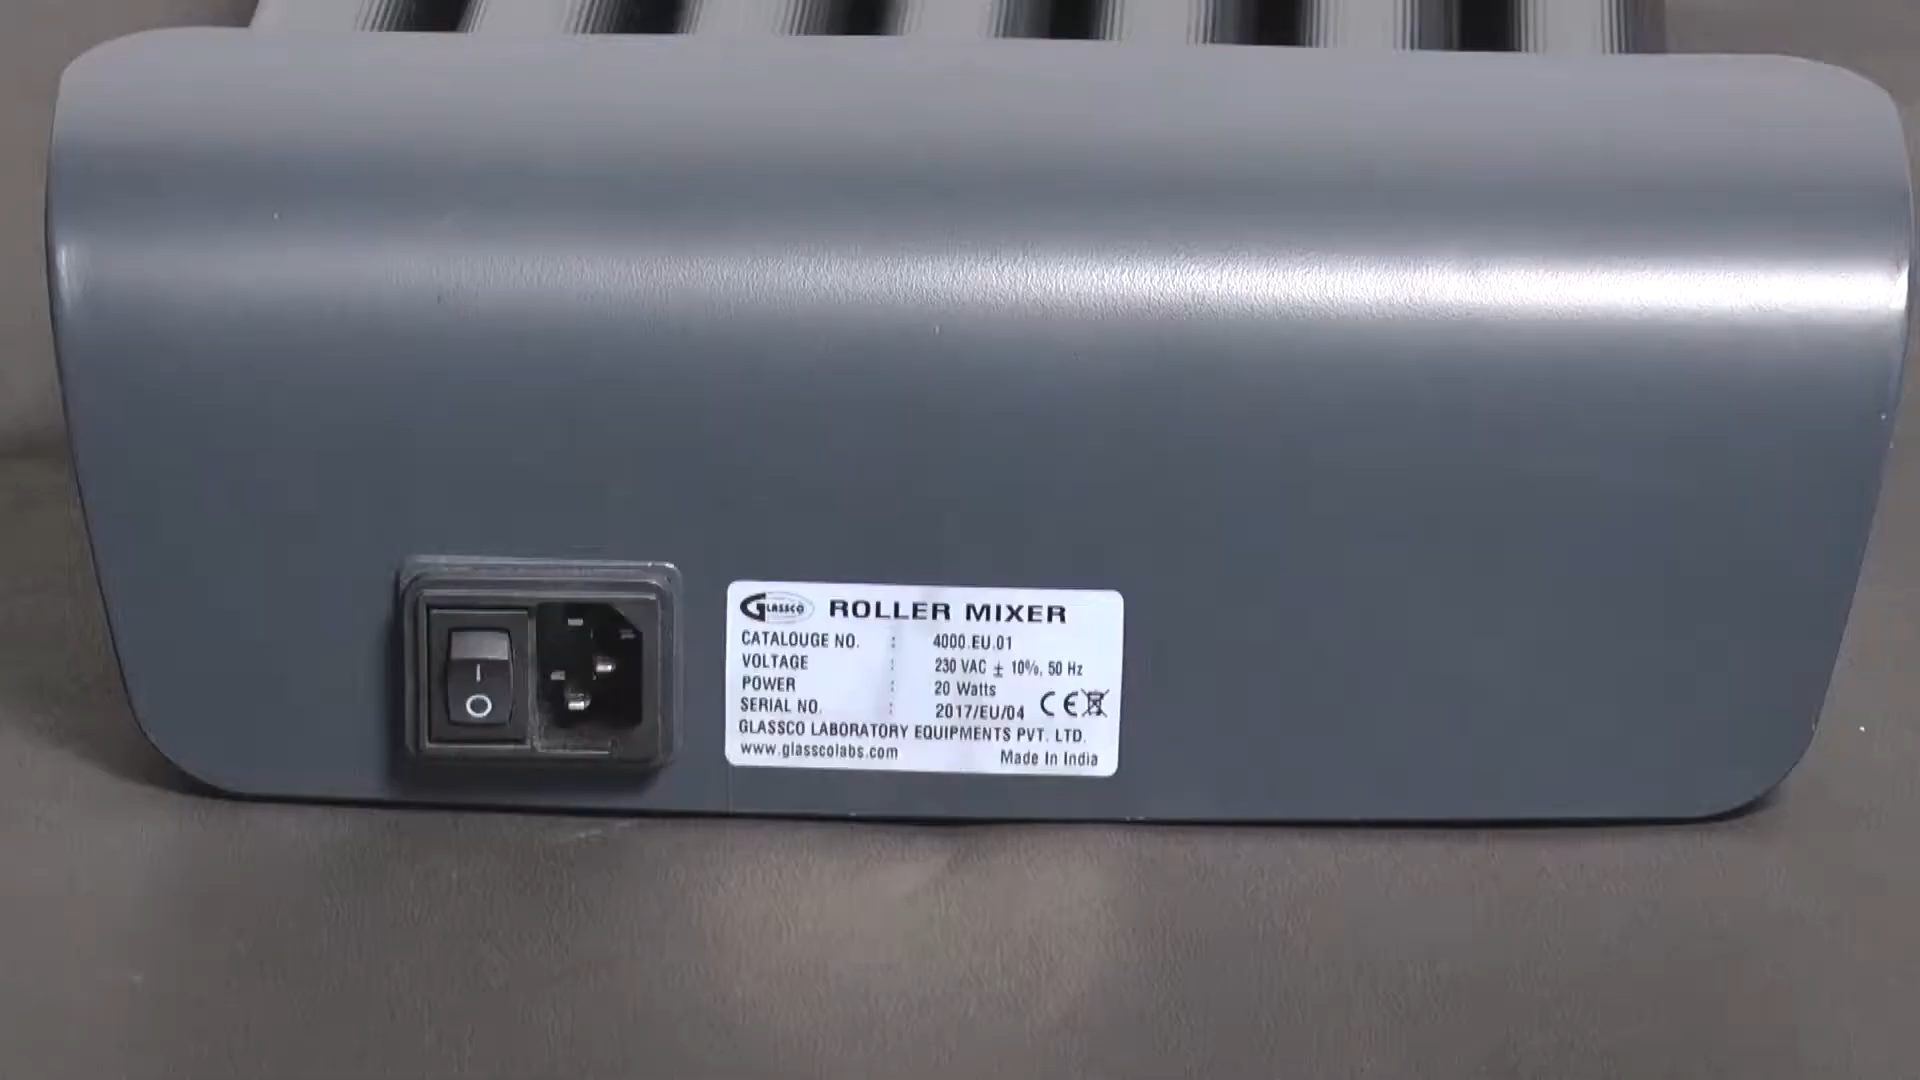 GLASSCO ROLLER MIXER
CATALOUGE NO. : 4000.EU.01
VOLTAGE : 230 VAC ± 10%, 50 Hz
POWER : 20 Watts
SERIAL NO. : 2017/EU/04 CE
GLASSCO LABORATORY EQUIPMENTS PVT. LTD.
www.glasscolabs.com Made In India